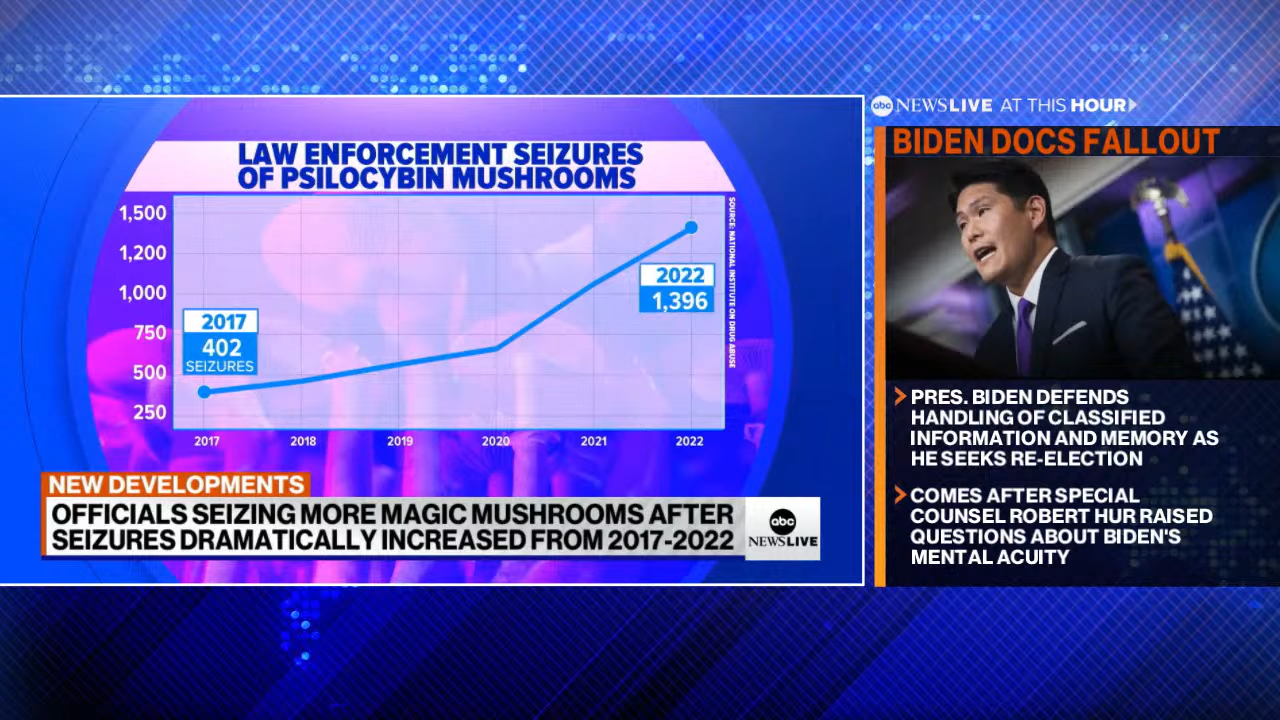 LAW ENFORCEMENT SEIZURES
OF PSILOCYBIN MUSHROOMS
1,500
1,200
1,000
750
500
250
2017
402
SEIZURES
2022
1,396
SOURCE: NATIONAL INSTITUTE ON DRUG ABUSE
2017
2018
2019
2020
2021
2022
NEW DEVELOPMENTS
OFFICIALS SEIZING MORE MAGIC MUSHROOMS AFTER
SEIZURES DRAMATICALLY INCREASED FROM 2017-2022
abc
NEWSLIVE
abc NEWSLIVE AT THIS HOUR
BIDEN DOCS FALLOUT
PRES. BIDEN DEFENDS
HANDLING OF CLASSIFIED
INFORMATION AND MEMORY AS
HE SEEKS RE-ELECTION
COMES AFTER SPECIAL
COUNSEL ROBERT HUR RAISED
QUESTIONS ABOUT BIDEN'S
MENTAL ACUITY